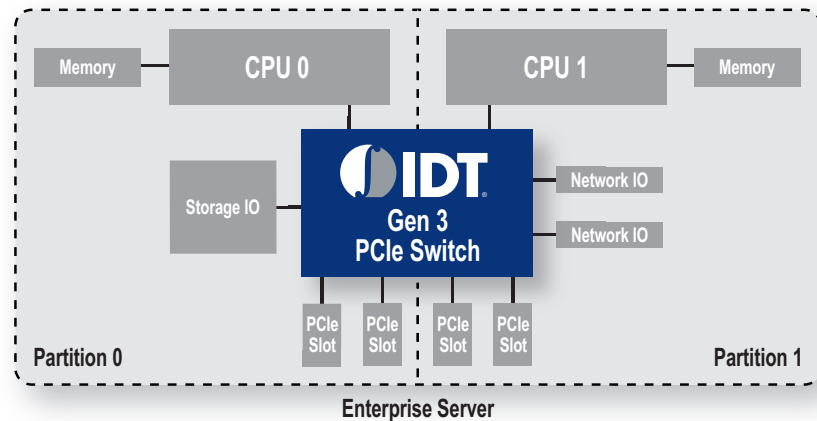 CPU 0
CPU 1
Memory
Memory
IDT®
Gen 3
PCIe Switch
Storage IO
Network IO
Network IO
PCIe
Slot
PCIe
Slot
PCIe
Slot
PCIe
Slot
Partition 0
Partition 1
Enterprise Server